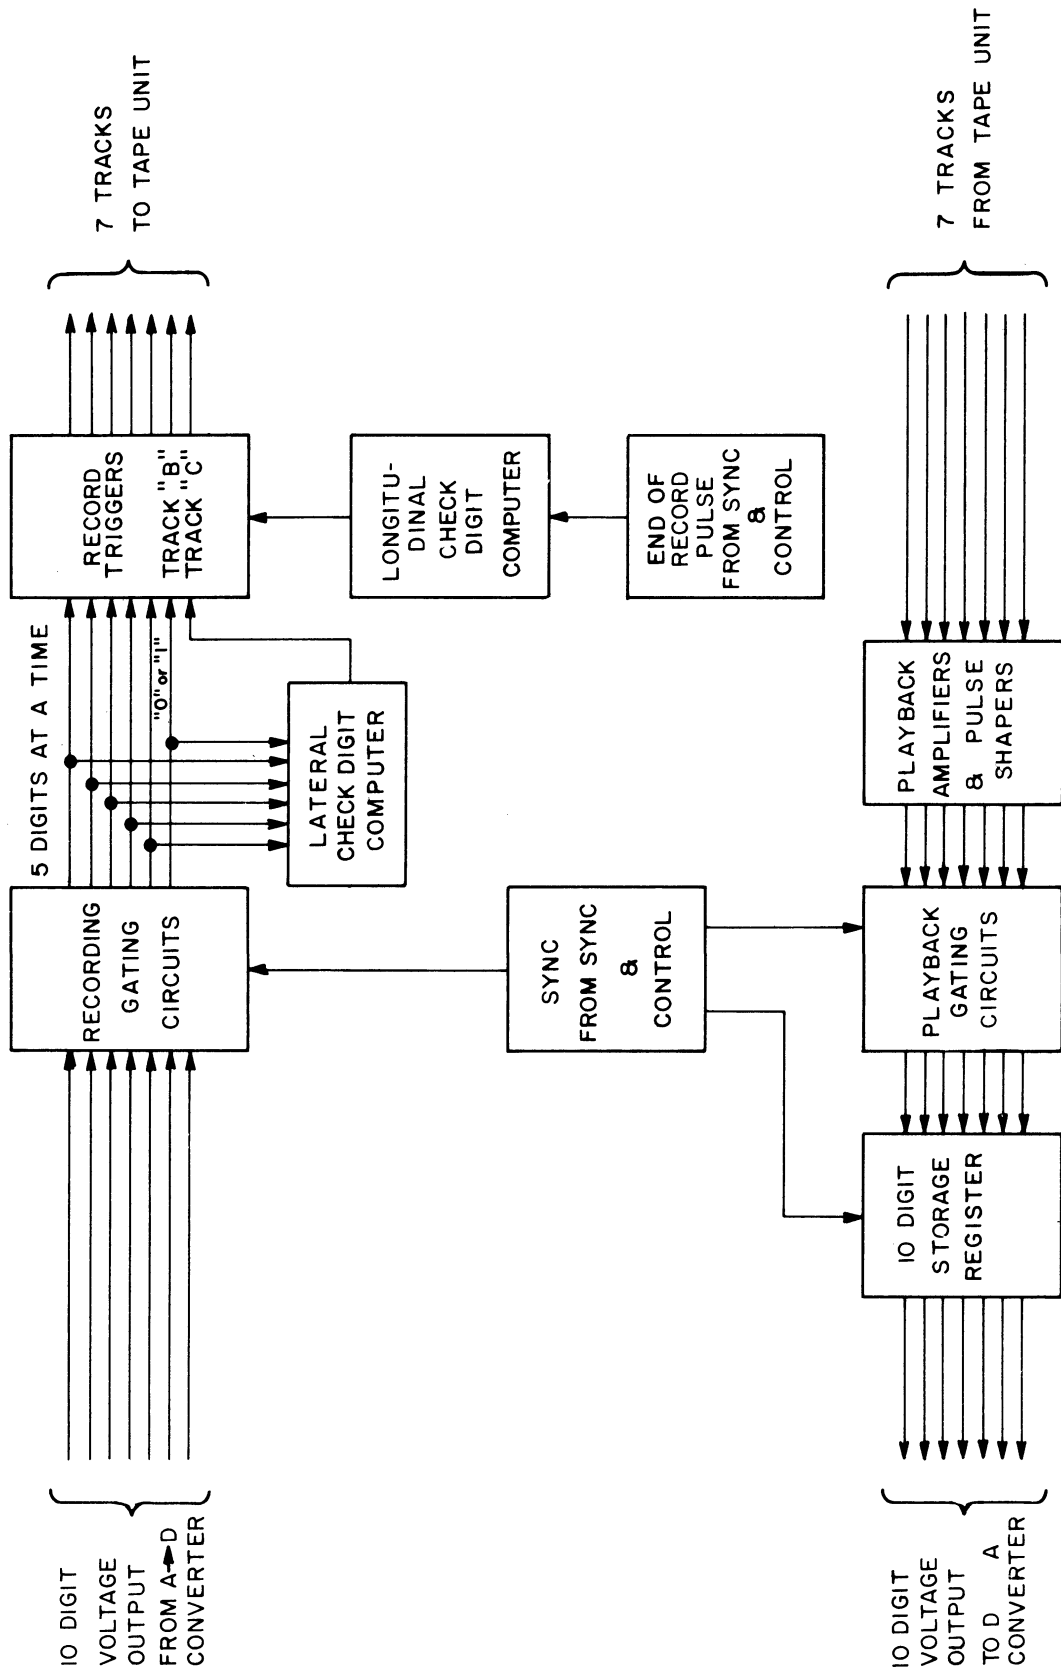 10 DIGIT
VOLTAGE
OUTPUT
FROM A→D
CONVERTER
RECORDING
GATING
CIRCUITS
5 DIGITS AT A TIME
"0" or "1"
LATERAL
CHECK DIGIT
COMPUTER
RECORD
TRIGGERS
TRACK "B"
TRACK "C"
7 TRACKS
TO TAPE UNIT
LONGITU-
DINAL
CHECK
DIGIT
COMPUTER
END OF
RECORD
PULSE
FROM SYNC
&
CONTROL
SYNC
FROM SYNC
&
CONTROL
10 DIGIT
VOLTAGE
OUTPUT
TO D A
CONVERTER
10 DIGIT
STORAGE
REGISTER
PLAYBACK
GATING
CIRCUITS
PLAYBACK
AMPLIFIERS
& PULSE
SHAPERS
7 TRACKS
FROM TAPE UNIT